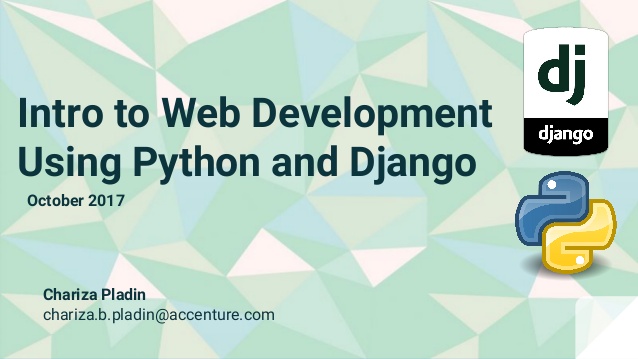 dj
django
Intro to Web Development
Using Python and Django
October 2017
Chariza Pladin
chariza.b.pladin@accenture.com